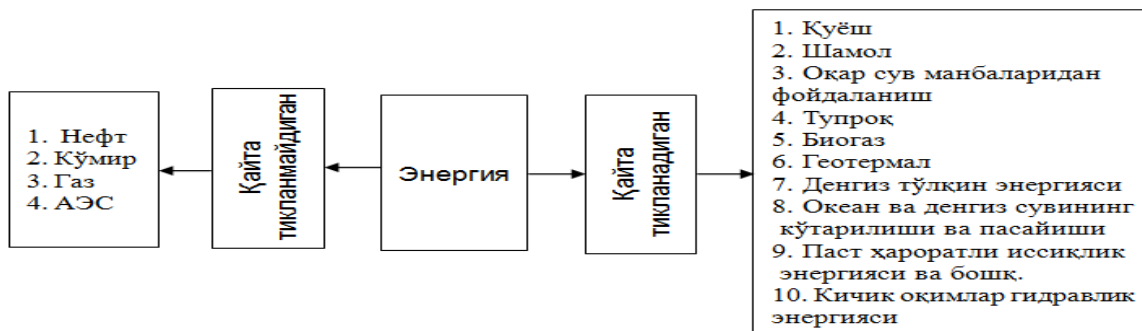 1. Нефт
2. Кўмир
3. Газ
4. АЭС
Қайта
тикланмайдиган
Энергия
Қайта
тикланадиган
1. Қуёш
2. Шамол
3. Оқар сув манбаларидан
фойдаланиш
4. Тупроқ
5. Биогаз
6. Геотермал
7. Денгиз тўлқин энергияси
8. Океан ва денгиз сувининг
кўтарилиши ва пасайиши
9. Паст ҳароратли иссиқлик
энергияси ва бошқ.
10. Кичик оқимлар гидравлик
энергияси